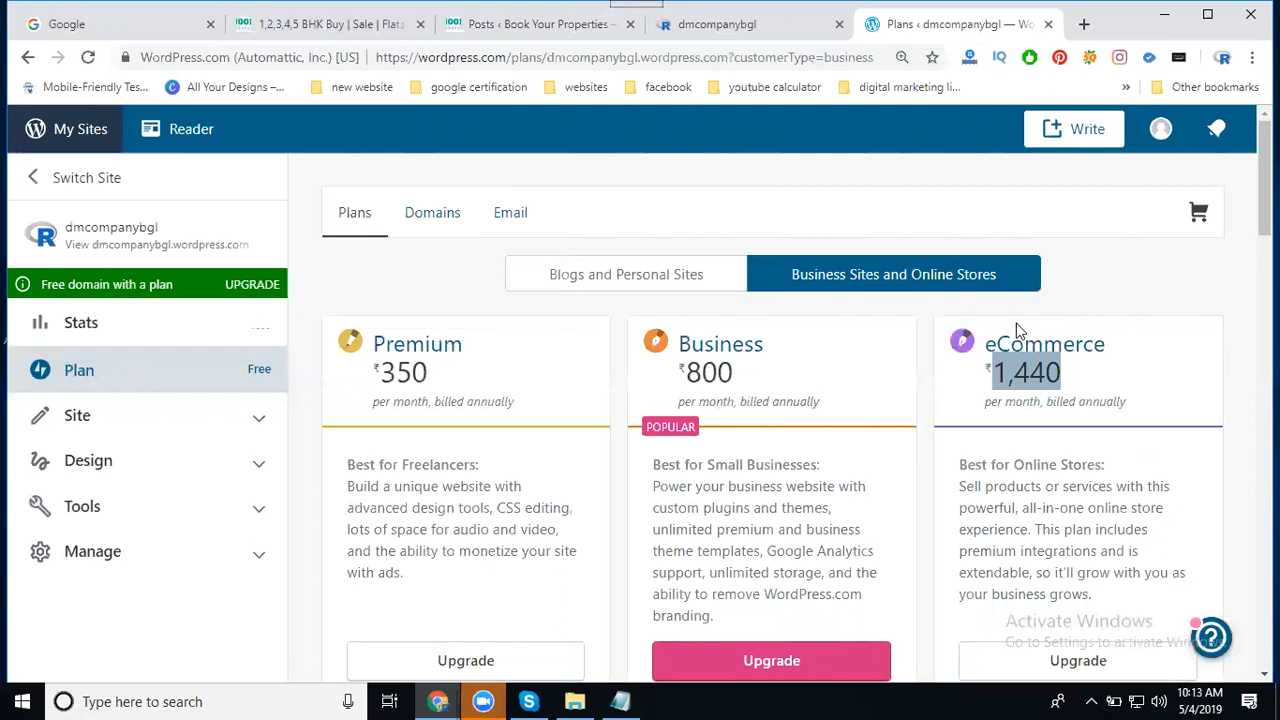 Google
1,2,3,4,5 BHK Buy | Sale | Flats
Posts ‹ Book Your Properties –
dmcompanybgl
Plans ‹ dmcompanybgl — Wo
WordPress.com (Automattic, Inc.) [US]
https://wordpress.com/plans/dmcompanybgl.wordpress.com?customerType=business
Mobile-Friendly Tes...
All Your Designs –...
new website
google certification
websites
facebook
youtube calculator
digital marketing li...
»
Other bookmarks
My Sites
Reader
Write
Switch Site
dmcompanybgl
View dmcompanybgl.wordpress.com
Free domain with a plan UPGRADE
Stats
Plan Free
Site
Design
Tools
Manage
Plans Domains Email
Blogs and Personal Sites
Business Sites and Online Stores
Premium
₹350
per month, billed annually
Best for Freelancers:
Build a unique website with
advanced design tools, CSS editing,
lots of space for audio and video,
and the ability to monetize your site
with ads.
Upgrade
Business
₹800
per month, billed annually
POPULAR
Best for Small Businesses:
Power your business website with
custom plugins and themes,
unlimited premium and business
theme templates, Google Analytics
support, unlimited storage, and the
ability to remove WordPress.com
branding.
Upgrade
eCommerce
₹1,440
per month, billed annually
Best for Online Stores:
Sell products or services with this
powerful, all-in-one online store
experience. This plan includes
premium integrations and is
extendable, so it'll grow with you as
your business grows.
Upgrade
Activate Windows
Go to Settings to activate
Type here to search
10:13 AM
5/4/2019